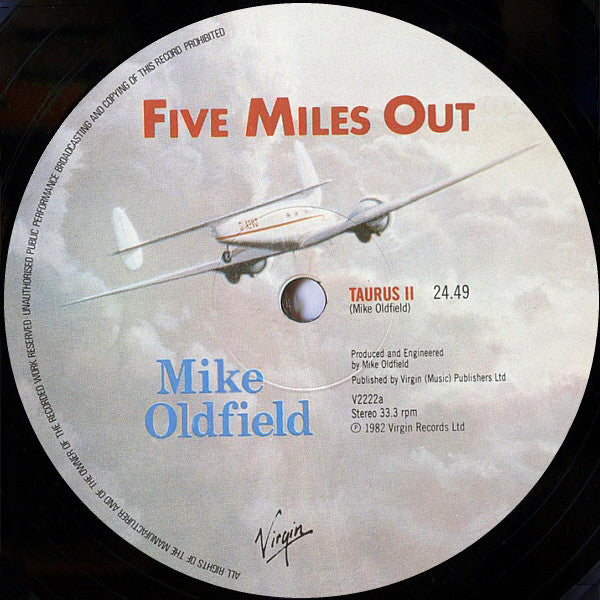 FIVE MILES OUT
TAURUS II 24.49
(Mike Oldfield)
Produced and Engineered
by Mike Oldfield
Published by Virgin (Music) Publishers Ltd
V2222a
Stereo 33.3 rpm
Ⓟ 1982 Virgin Records Ltd
Mike
Oldfield
Virgin
ALL RIGHTS OF THE MANUFACTURER AND OF THE OWNER OF THE RECORDED WORK RESERVED UNAUTHORISED PUBLIC PERFORMANCE BROADCASTING AND COPYING OF THIS RECORD PROHIBITED